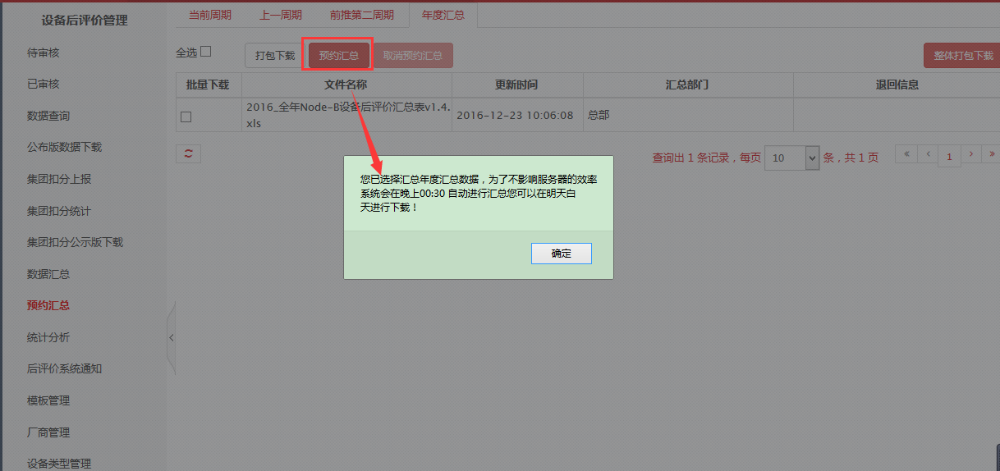 设备后评价管理
待审核
已审核
数据查询
公布版数据下载
集团扣分上报
集团扣分统计
集团扣分公示版下载
数据汇总
预约汇总
统计分析
后评价系统通知
模板管理
厂商管理
设备类型管理
当前周期 上一周期 前推第二周期 年度汇总
全选 打包下载 预约汇总 取消预约汇总 整体打包下载
批量下载 文件名称 更新时间 汇总部门 退回信息
2016_全年Node-B设备后评价汇总表v1.4.
xls
2016-12-23 10:06:08 总部
查询出 1 条记录，每页 10 条，共 1 页 « ‹ 1 › »
您已选择汇总年度汇总数据，为了不影响服务器的效率
系统会在晚上00:30 自动进行汇总您可以在明天白
天进行下载！
确定